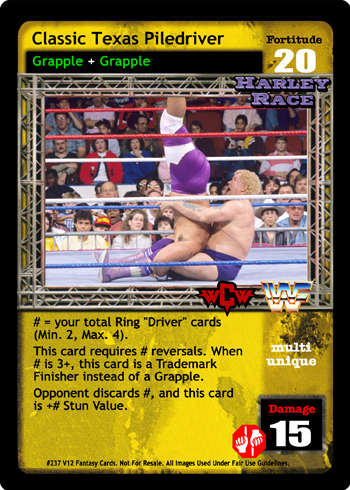 Classic Texas Piledriver
Fortitude
Grapple + Grapple
20
HARLEY
RACE
WCW
WF
# = your total Ring "Driver" cards
(Min. 2, Max. 4).
This card requires # reversals. When
# is 3+, this card is a Trademark
Finisher instead of a Grapple.
Opponent discards #, and this card
is +# Stun Value.
multi
unique
Damage
15
#237 V12 Fantasy Cards. Not For Resale. All Images Used Under Fair Use Guidelines.